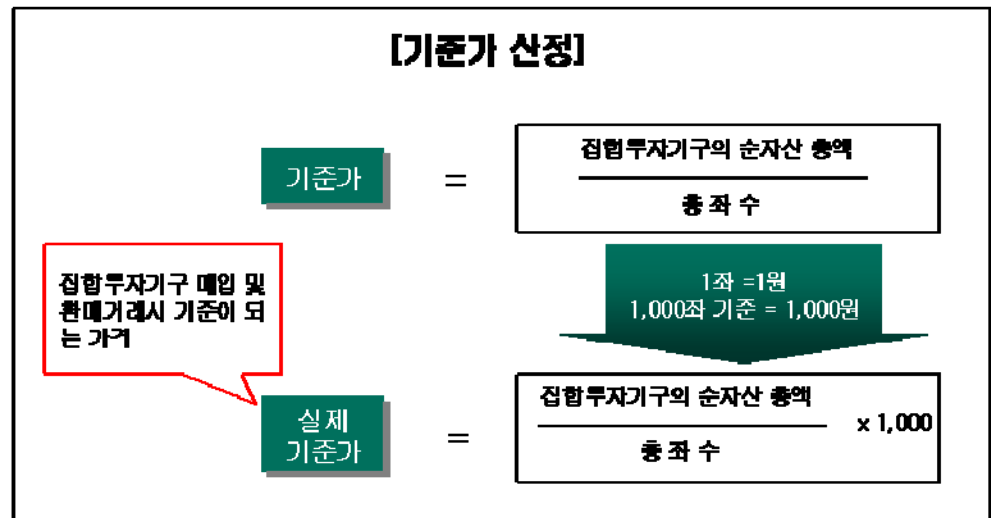 [기준가 산정]
기준가
=
집합투자기구의 순자산 총액
총 좌 수
집합투자기구 매입 및
환매거래시 기준이 되
는 가격
1좌 =1원
1,000좌 기준 = 1,000원
실제
기준가
=
집합투자기구의 순자산 총액
총 좌 수
x 1,000